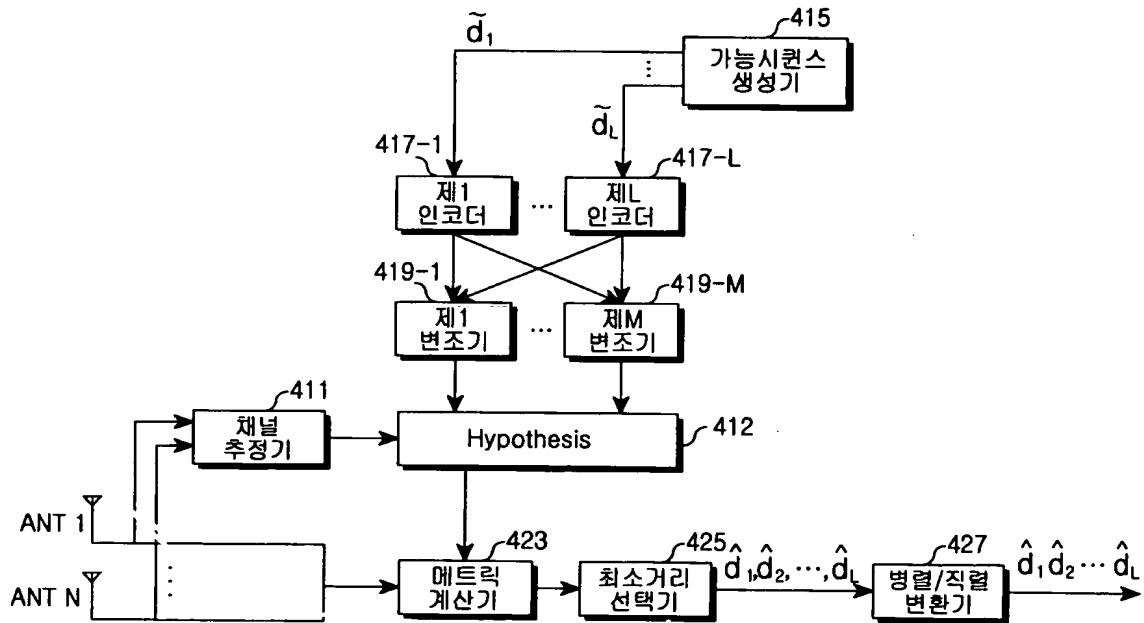 415
가능시퀀스
생성기
d̃₁
⋮
d̃L
417-1
417-L
제1
인코더
...
제L
인코더
419-1
419-M
제1
변조기
...
제M
변조기
411
채널
추정기
Hypothesis
412
ANT 1
ANT N
⋮
423
메트릭
계산기
425
최소거리
선택기
d̂₁,d̂₂,...,d̂L
427
병렬/직렬
변환기
d̂₁ d̂₂ ... d̂L